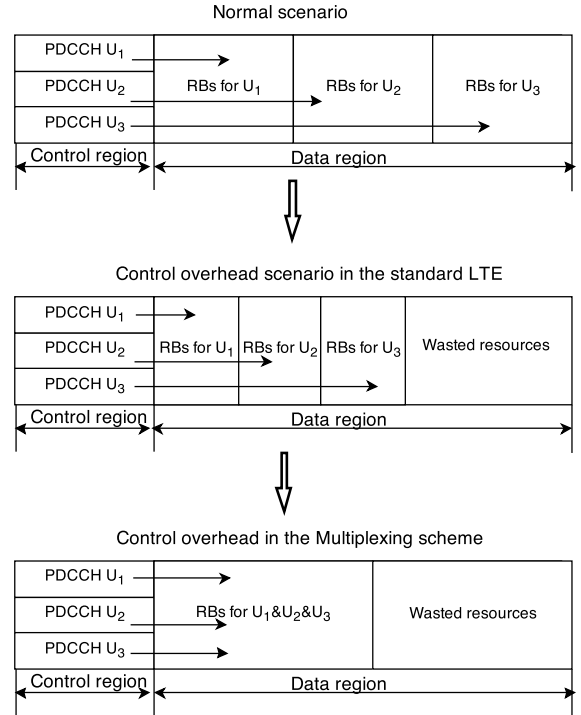 Normal scenario
PDCCH U1
PDCCH U2
PDCCH U3
RBs for U1
RBs for U2
RBs for U3
Control region
Data region
Control overhead scenario in the standard LTE
PDCCH U1
PDCCH U2
PDCCH U3
RBs for U1
RBs for U2
RBs for U3
Wasted resources
Control region
Data region
Control overhead in the Multiplexing scheme
PDCCH U1
PDCCH U2
PDCCH U3
RBs for U1&U2&U3
Wasted resources
Control region
Data region